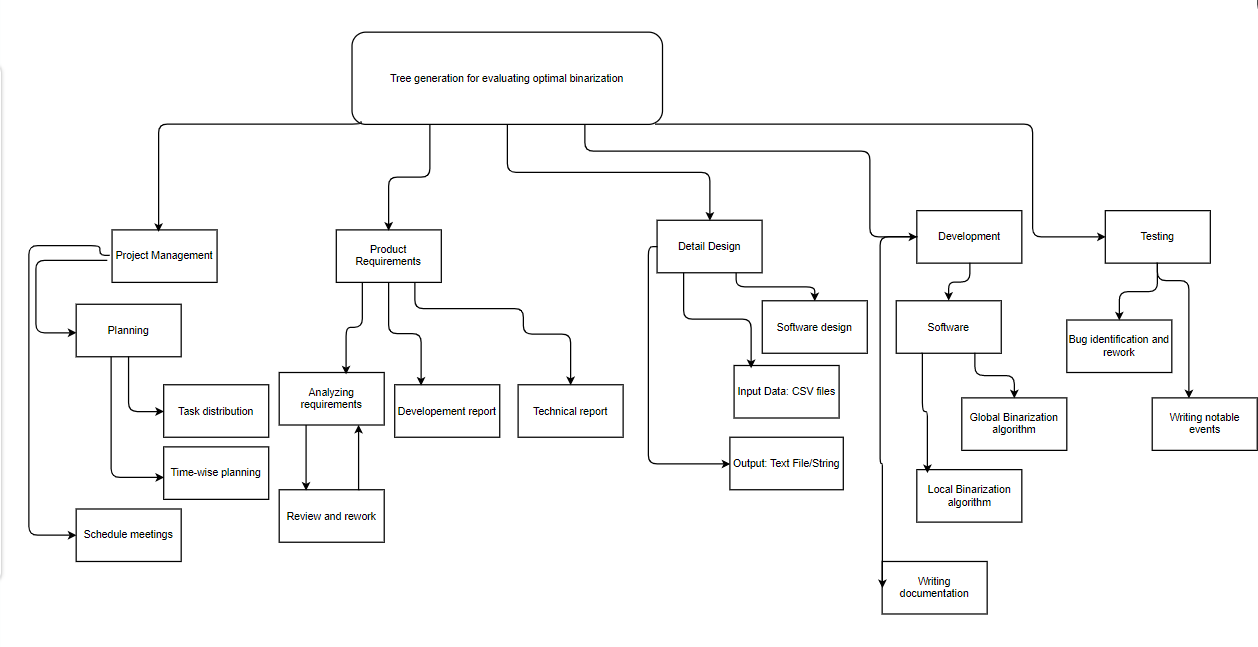 Tree generation for evaluating optimal binarization
Project Management
Product
Requirements
Detail Design
Development
Testing
Planning
Software design
Software
Bug identification and
rework
Task distribution
Analyzing
requirements
Developement report
Technical report
Input Data: CSV files
Global Binarization
algorithm
Writing notable
events
Time-wise planning
Output: Text File/String
Local Binarization
algorithm
Schedule meetings
Review and rework
Writing
documentation